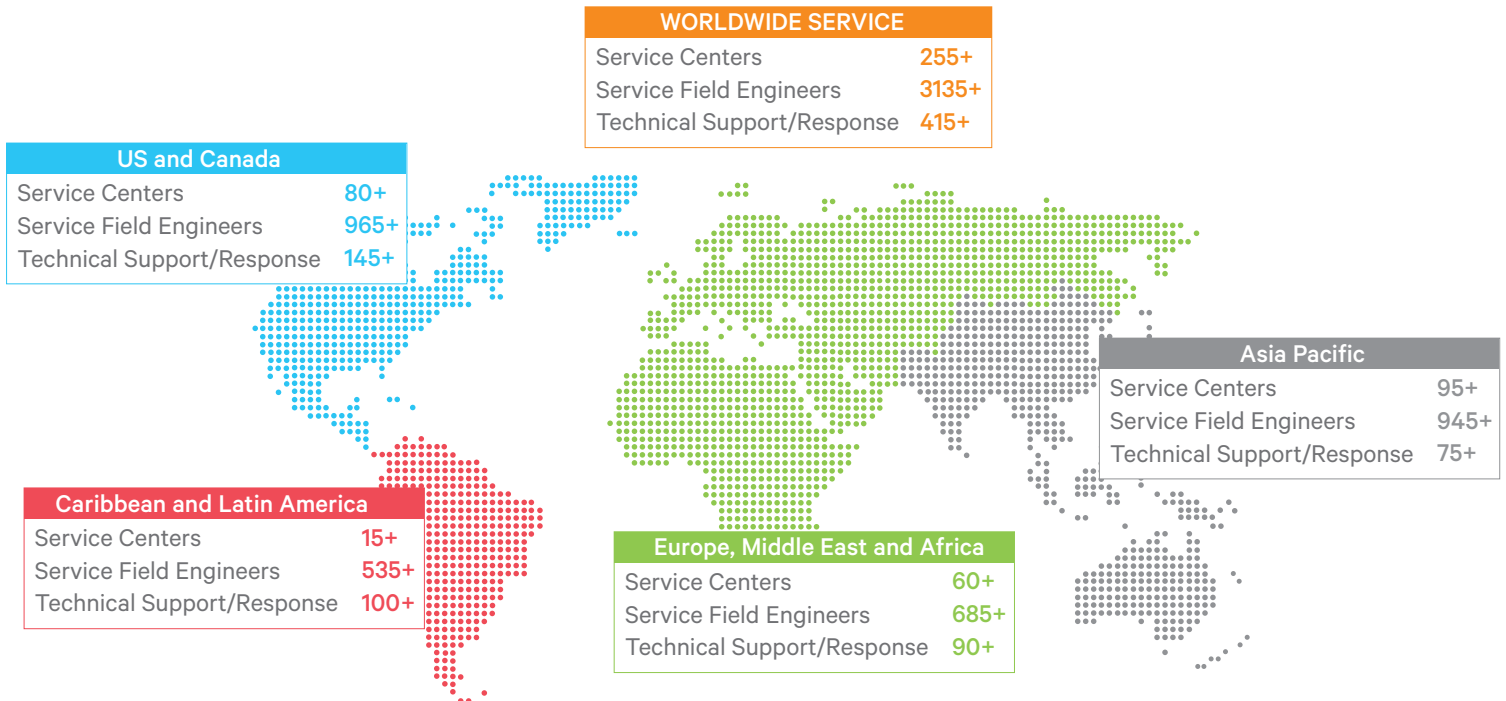 WORLDWIDE SERVICE
Service Centers 255+
Service Field Engineers 3135+
Technical Support/Response 415+
US and Canada
Service Centers 80+
Service Field Engineers 965+
Technical Support/Response 145+
Asia Pacific
Service Centers 95+
Service Field Engineers 945+
Technical Support/Response 75+
Caribbean and Latin America
Service Centers 15+
Service Field Engineers 535+
Technical Support/Response 100+
Europe, Middle East and Africa
Service Centers 60+
Service Field Engineers 685+
Technical Support/Response 90+